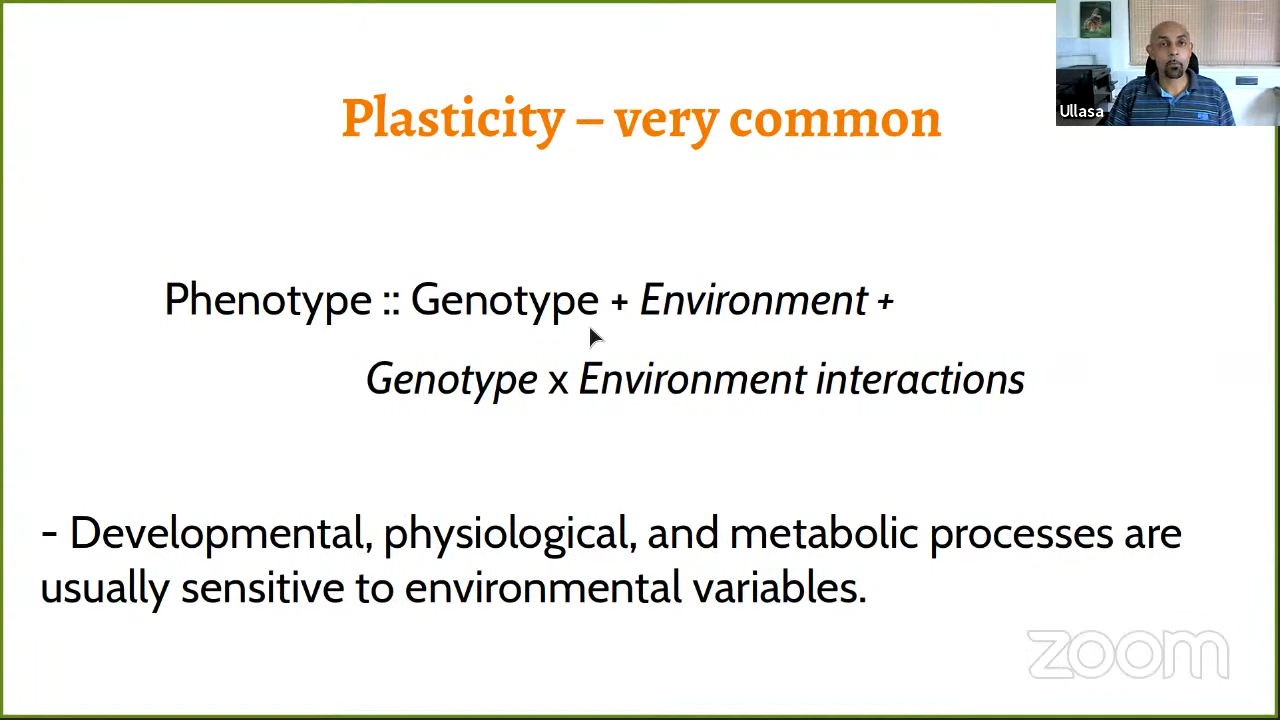 Plasticity – very common
Ullasa
Phenotype :: Genotype + Environment +
Genotype x Environment interactions
- Developmental, physiological, and metabolic processes are
usually sensitive to environmental variables.
zoom